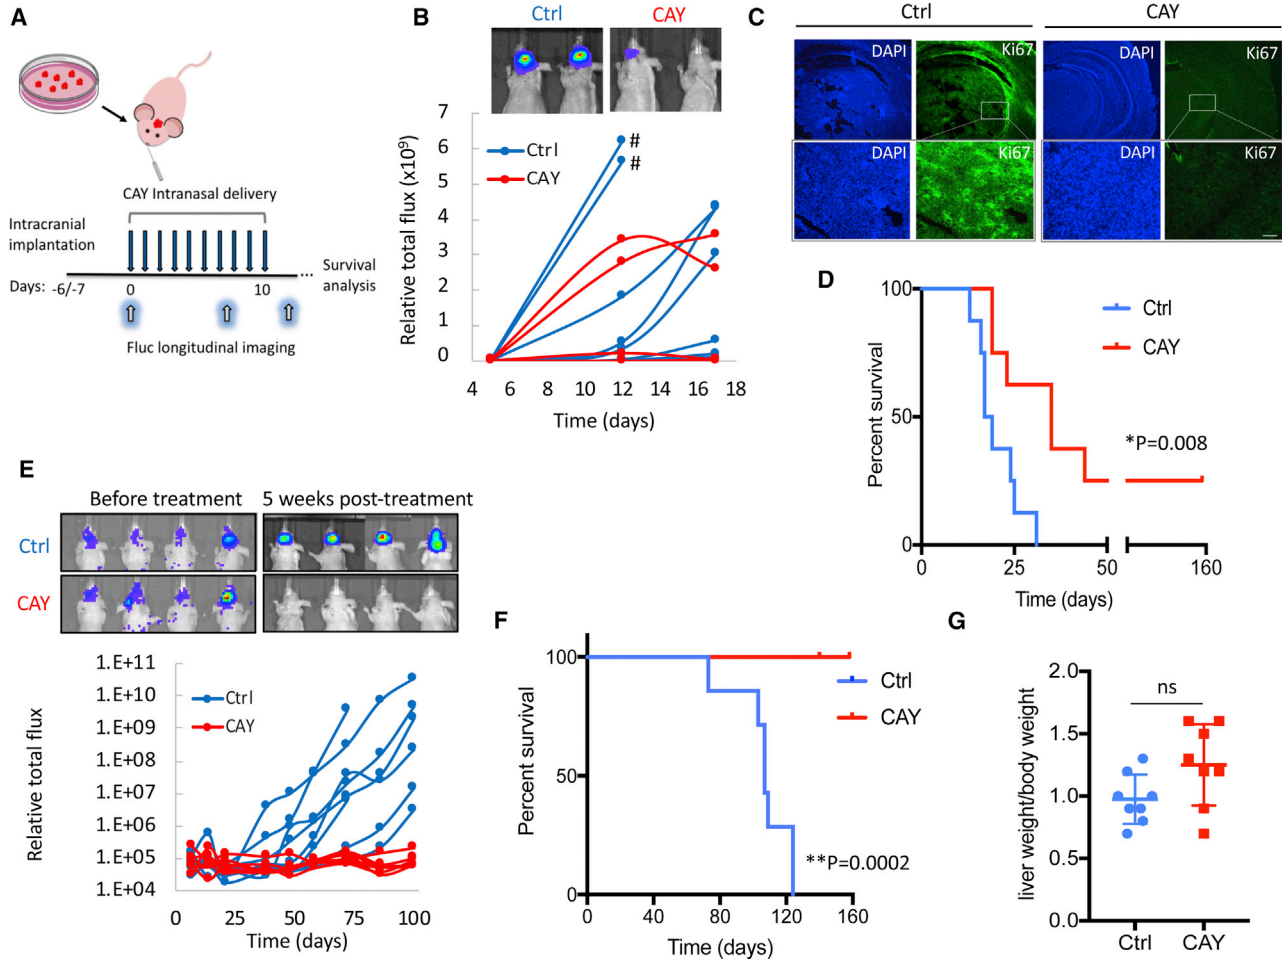 A
CAY Intranasal delivery
Intracranial
implantation
Survival
analysis
Days: -6/-7
0
10
Fluc longitudinal imaging
B
Ctrl
CAY
Relative total flux (x10⁹)
7
6
5
4
3
2
1
0
Ctrl
CAY
#
#
4 6 8 10 12 14 16 18
Time (days)
C
Ctrl
CAY
DAPI
Ki67
DAPI
Ki67
DAPI
Ki67
DAPI
Ki67
D
Percent survival
100
50
0
Ctrl
CAY
*P=0.008
0 25 50 160
Time (days)
E
Before treatment
5 weeks post-treatment
Ctrl
CAY
Relative total flux
1.E+11
1.E+10
1.E+09
1.E+08
1.E+07
1.E+06
1.E+05
1.E+04
Ctrl
CAY
0 25 50 75 100
Time (days)
F
Percent survival
100
50
0
Ctrl
CAY
**P=0.0002
0 40 80 120 160
Time (days)
G
liver weight/body weight
2.0
1.5
1.0
0.5
0.0
ns
Ctrl CAY